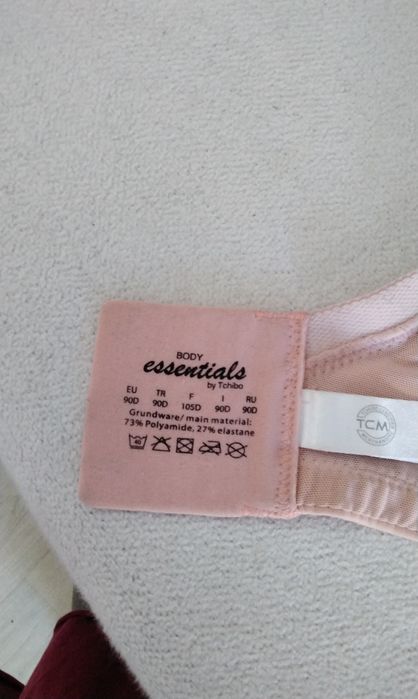 BODY
essentials
by Tchibo
EU TR F I RU
90D 90D 105D 90D 90D
Grundware/ main material:
73% Polyamide, 27% elastane
40
TCM